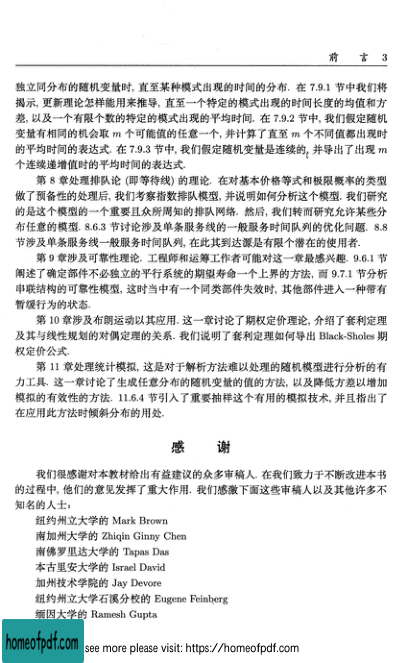 前 言 3
独立同分布的随机变量时, 直至某种模式出现的时间的分布. 在 7.9.1 节中我们将
揭示, 更新理论怎样能用来推导, 直至一个特定的模式出现的时间长度的均值和方
差, 以及一个有限个数的特定的模式出现的平均时间. 在 7.9.2 节中, 我们假定随机
变量有相同的机会取 m 个可能值的任意一个, 并计算了直至 m 个不同值都出现时
的平均时间的表达式. 在 7.9.3 节中, 我们假定随机变量是连续的, 并导出了出现 m
个连续递增值时的平均时间的表达式.
第 8 章处理排队论 (即等待线) 的理论. 在对基本价格等式和极限概率的类型
做了预备性的处理后, 我们考察指数排队模型, 并说明如何分析这个模型. 我们研究
的是这个模型的一个重要且众所周知的排队网络. 然后, 我们转而研究允许某些分
布任意的模型. 8.6.3 节讨论涉及单条服务线的一般服务时间队列的优化问题. 8.8
节涉及单条服务线一般服务时间队列, 在此其到达源是有限个潜在的使用者.
第 9 章涉及可靠性理论. 工程师和运筹工作者可能对这一章最感兴趣. 9.6.1 节
阐述了确定部件不必独立的平行系统的期望寿命一个上界的方法, 而 9.7.1 节分析
串联结构的可靠性模型, 这时当中有一个同类部件失效时, 其他部件进入一种带有
暂缓行为的状态.
第 10 章涉及布朗运动以其应用. 这一章讨论了期权定价理论, 介绍了套利定理
及其与线性规划的对偶定理的关系. 我们说明了套利定理如何导出 Black-Sholes 期
权定价公式.
第 11 章处理统计模拟, 这是对于解析方法难以处理的随机模型进行分析的有
力工具. 这一章讨论了生成任意分布的随机变量的值的方法, 以及降低方差以增加
模拟的有效性的方法. 11.6.4 节引入了重要抽样这个有用的模拟技术, 并且指出了
在应用此方法时倾斜分布的用处.
感 谢
我们很感谢对本教材给出有益建议的众多审稿人. 在我们致力于不断改进本书
的过程中, 他们的意见发挥了重大作用. 我们感激下面这些审稿人以及其他许多不
知名的人士:
纽约州立大学的 Mark Brown
南加州大学的 Zhiqin Ginny Chen
南佛罗里达大学的 Tapas Das
本古里安大学的 Israel David
加州技术学院的 Jay Devore
纽约州立大学石溪分校的 Eugene Feinberg
缅因大学的 Ramesh Gupta
homeofpdf.com see more please visit: https://homeofpdf.com